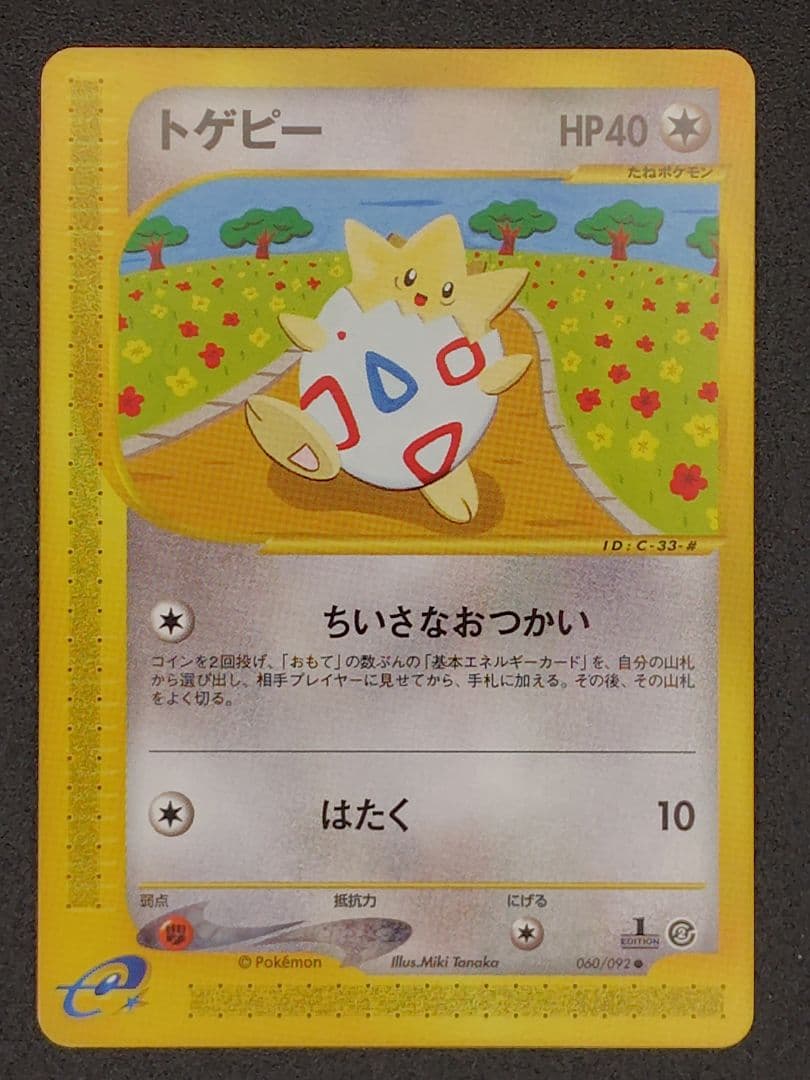 トゲピー HP40
たねポケモン
ID:C-33-#
ちいさなおつかい
コインを2回投げ、「おもて」の数ぶんの「基本エネルギーカード」を、自分の山札
から選び出し、相手プレイヤーに見せてから、手札に加える。その後、その山札
をよく切る。
はたく 10
弱点 抵抗力 にげる
1
EDITION
© Pokémon Illus.Miki Tanaka 060/092 ●
e